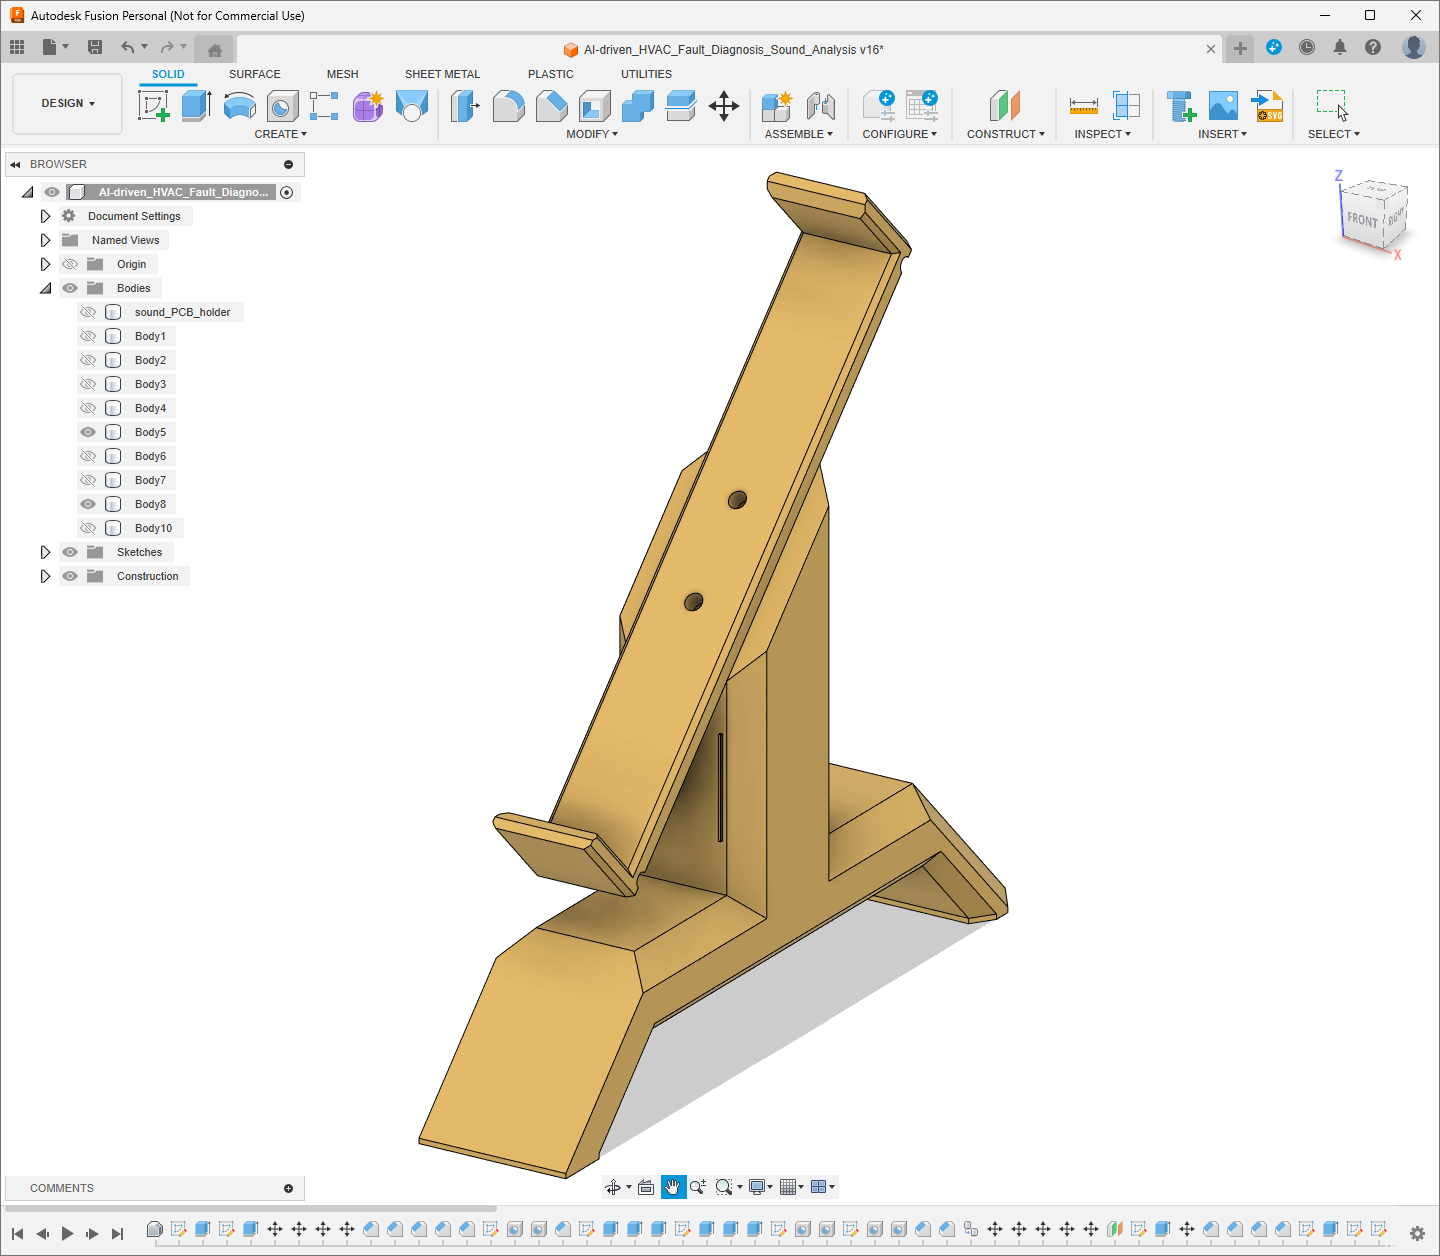 Autodesk Fusion Personal (Not for Commercial Use)
AI-driven_HVAC_Fault_Diagnosis_Sound_Analysis v16*
SOLID SURFACE MESH SHEET METAL PLASTIC UTILITIES
DESIGN
CREATE MODIFY ASSEMBLE CONFIGURE CONSTRUCT INSPECT INSERT SELECT
SVG
BROWSER
AI-driven_HVAC_Fault_Diagno...
Document Settings
Named Views
Origin
Bodies
sound_PCB_holder
Body1
Body2
Body3
Body4
Body5
Body6
Body7
Body8
Body10
Sketches
Construction
Z
FRONT RIGHT
X
COMMENTS